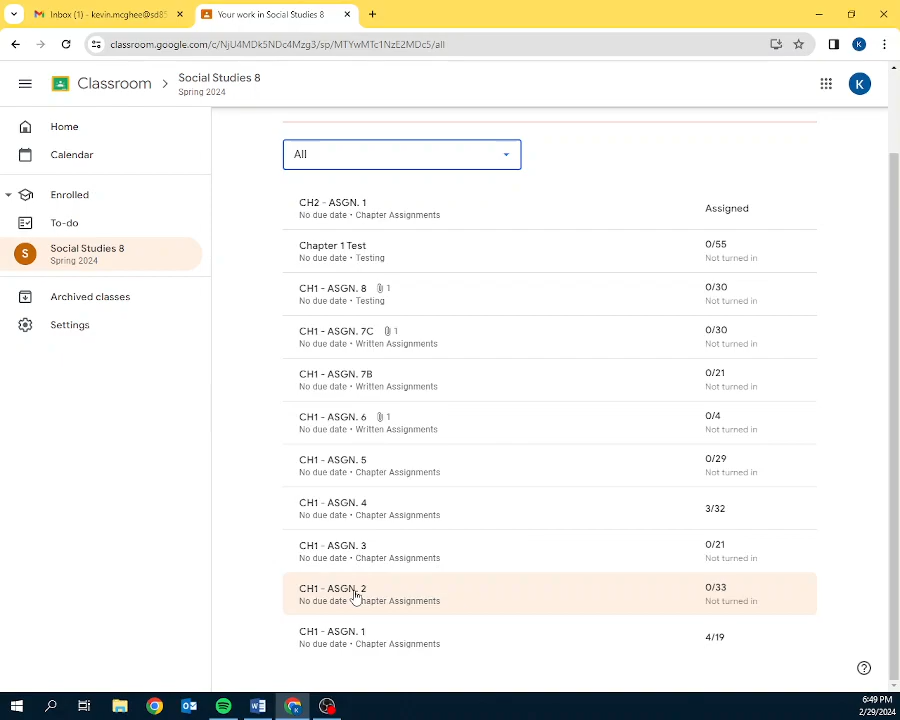 Inbox (1) - kevin.mcghee@sd85
Your work in Social Studies 8
classroom.google.com/c/NjU4MDk5NDc4Mzg3/sp/MTYwMTc1NzE2MDc5/all
K
Classroom
Social Studies 8
Spring 2024
K
Home
Calendar
Enrolled
To-do
S
Social Studies 8
Spring 2024
Archived classes
Settings
All
CH2 - ASGN. 1
No due date • Chapter Assignments
Assigned
Chapter 1 Test
No due date • Testing
0/55
Not turned in
CH1 - ASGN. 8 1
No due date • Testing
0/30
Not turned in
CH1 - ASGN. 7C 1
No due date • Written Assignments
0/30
Not turned in
CH1 - ASGN. 7B
No due date • Written Assignments
0/21
Not turned in
CH1 - ASGN. 6 1
No due date • Written Assignments
0/4
Not turned in
CH1 - ASGN. 5
No due date • Chapter Assignments
0/29
Not turned in
CH1 - ASGN. 4
No due date • Chapter Assignments
3/32
CH1 - ASGN. 3
No due date • Chapter Assignments
0/21
Not turned in
CH1 - ASGN. 2
No due date • Chapter Assignments
0/33
Not turned in
CH1 - ASGN. 1
No due date • Chapter Assignments
4/19
6:49 PM
2/29/2024